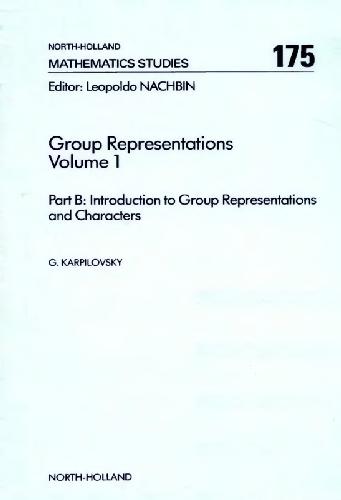 NORTH-HOLLAND
MATHEMATICS STUDIES 175
Editor: Leopoldo NACHBIN
Group Representations
Volume 1
Part B: Introduction to Group Representations
and Characters
G. KARPILOVSKY
NORTH-HOLLAND